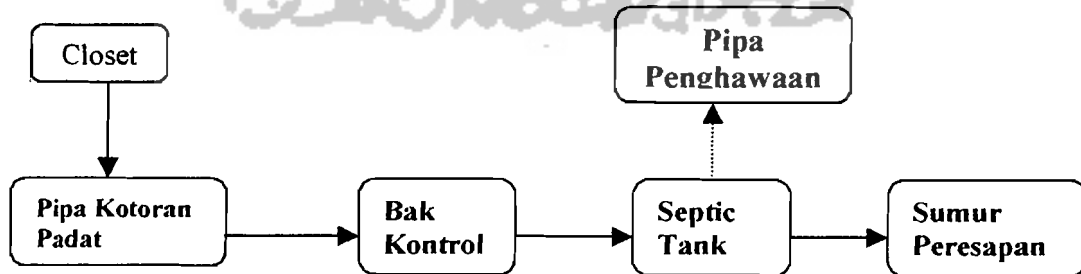 Closet
Pipa
Penghawaan
Pipa Kotoran
Padat
Bak
Kontrol
Septic
Tank
Sumur
Peresapan